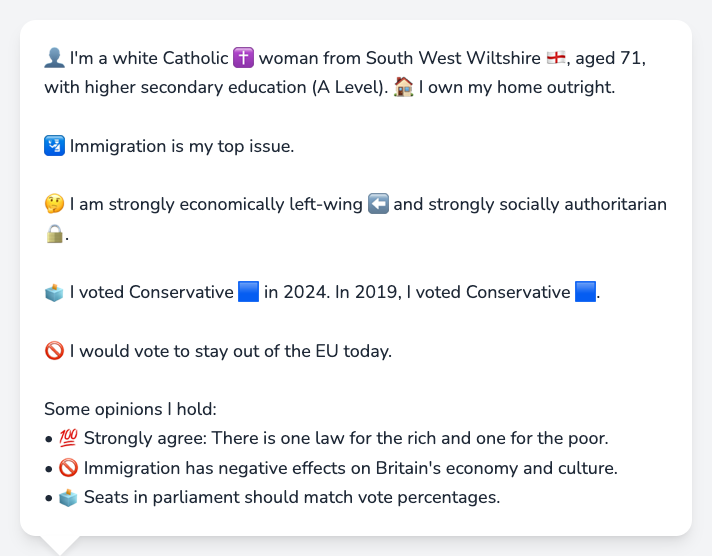 👤 I'm a white Catholic ✝️ woman from South West Wiltshire 🏴󠁧󠁢󠁥󠁮󠁧󠁿, aged 71,
with higher secondary education (A Level). 🏠 I own my home outright.
🛂 Immigration is my top issue.
🤔 I am strongly economically left-wing ⬅️ and strongly socially authoritarian
🔒.
🗳️ I voted Conservative 🟦 in 2024. In 2019, I voted Conservative 🟦.
🚫 I would vote to stay out of the EU today.
Some opinions I hold:
• 💯 Strongly agree: There is one law for the rich and one for the poor.
• 🚫 Immigration has negative effects on Britain's economy and culture.
• 🗳️ Seats in parliament should match vote percentages.